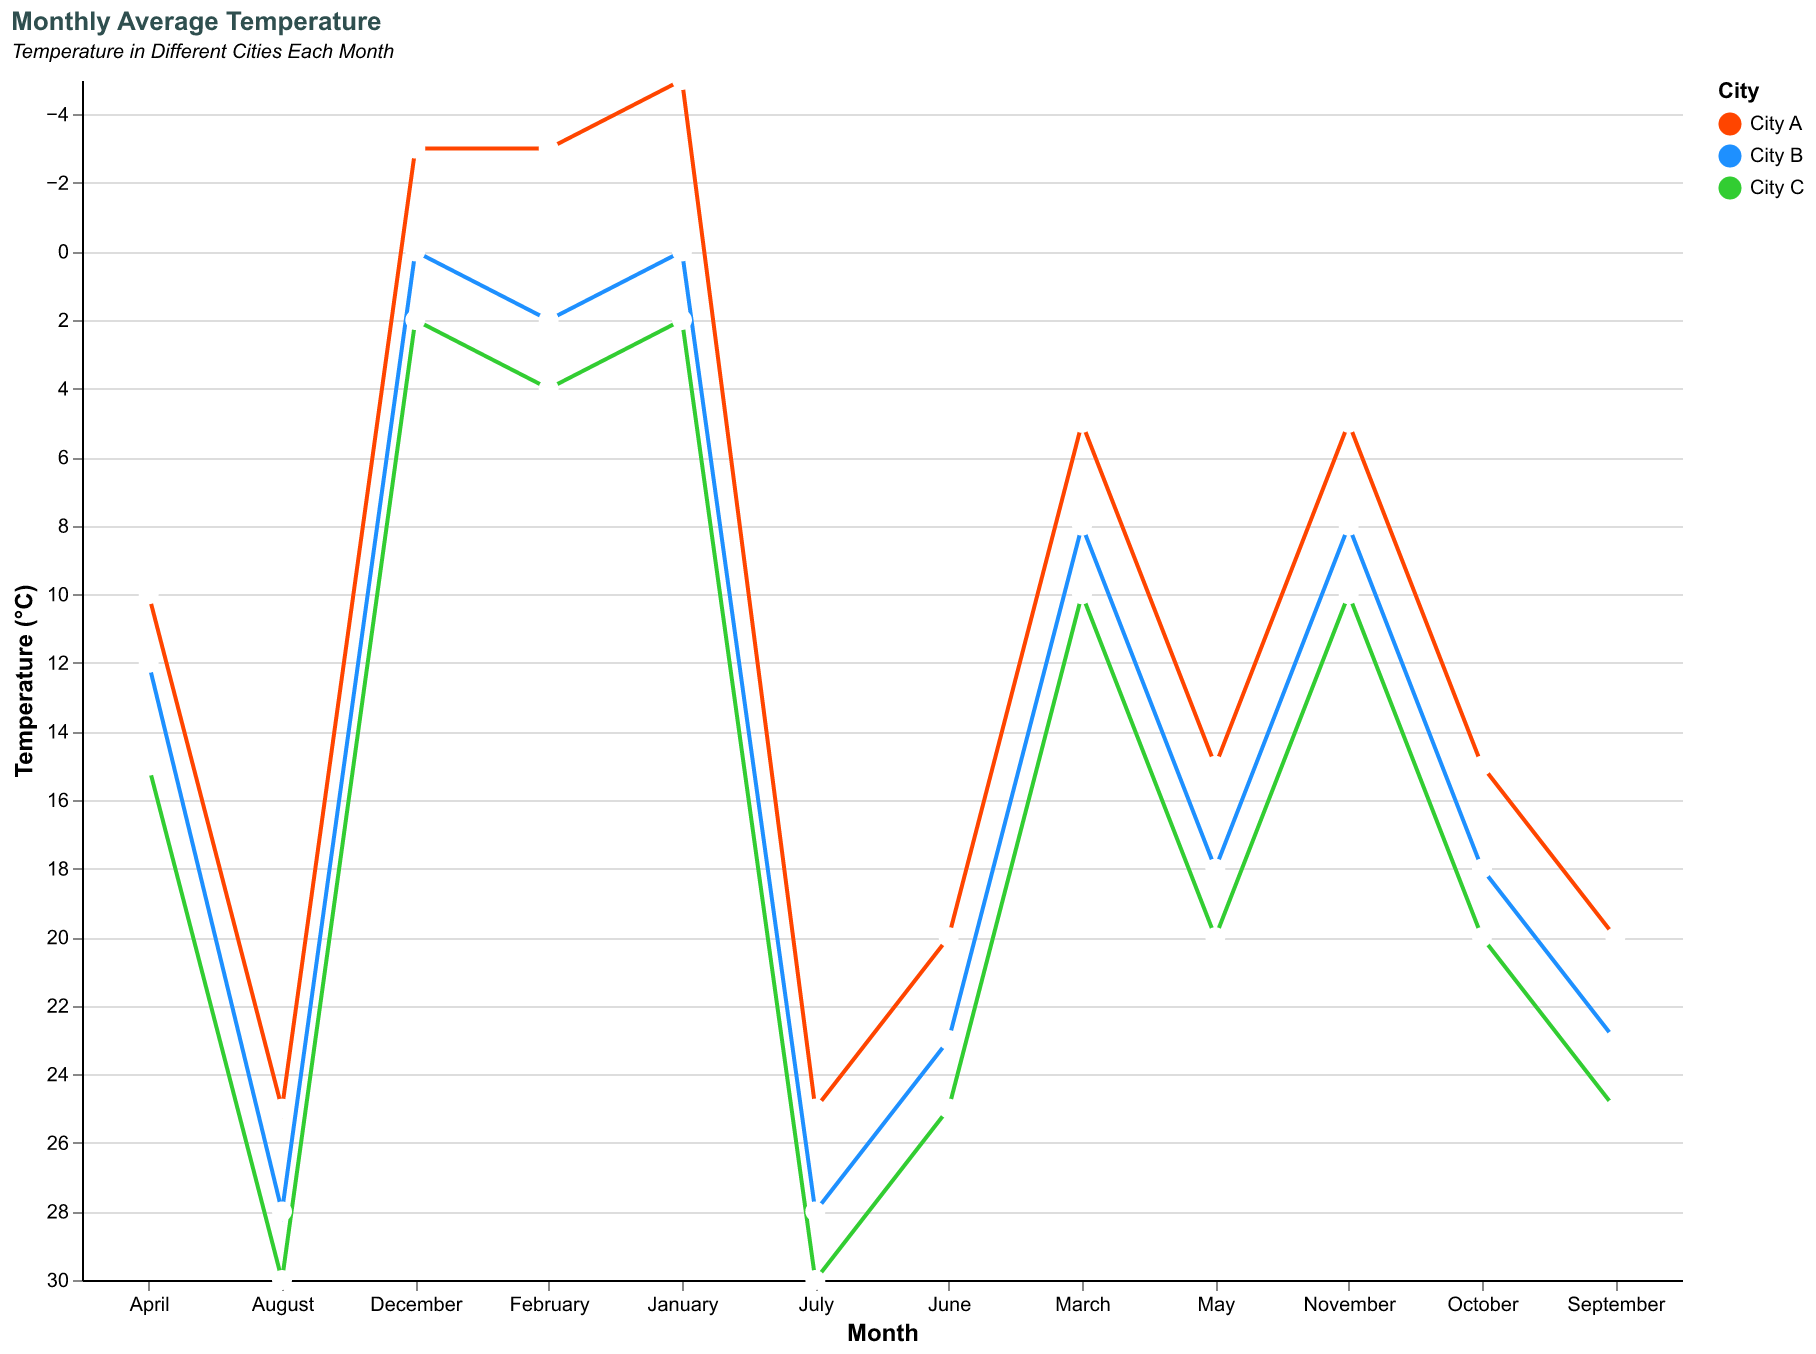 Monthly Average Temperature
Temperature in Different Cities Each Month
City
City A
City B
City C
Temperature (°C)
−4
−2
0
2
4
6
8
10
12
14
16
18
20
22
24
26
28
30
April August December February January July June March May November October September
Month